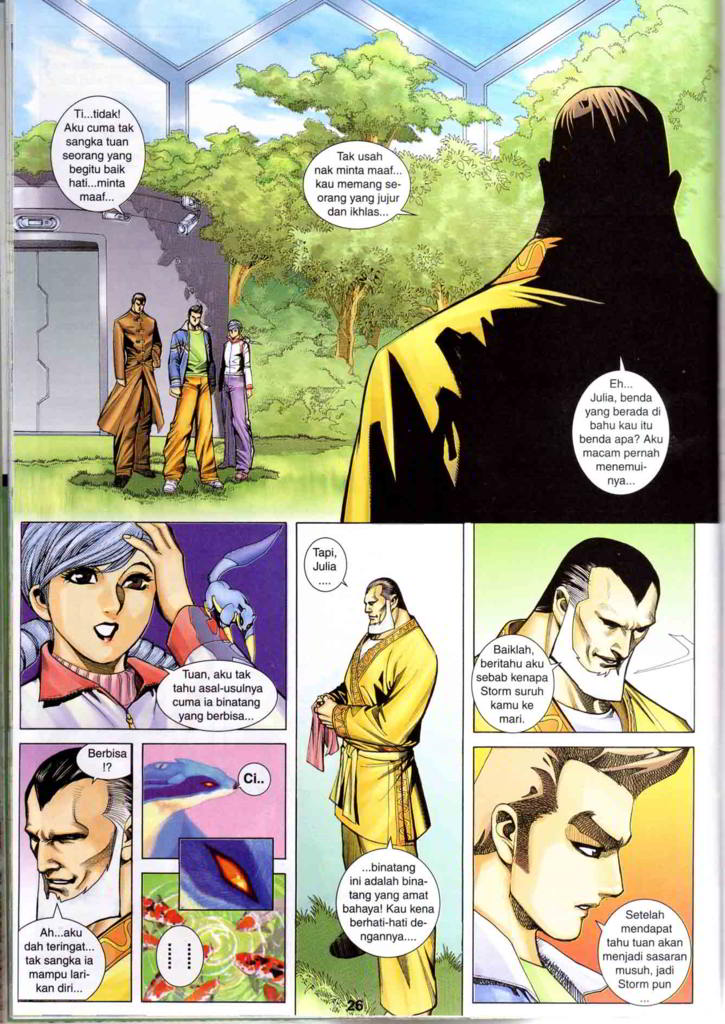 Ti...tidak!
Aku cuma tak
sangka tuan
seorang yang
begitu baik
hati...minta
maaf...
Tak usah
nak minta maaf...
kau memang se-
orang yang jujur
dan ikhlas...
Eh...
Julia, benda
yang berada di
bahu kau itu
benda apa? Aku
macam pernah
menemui-
nya...
Tuan, aku tak
tahu asal-usulnya
cuma ia binatang
yang berbisa...
Berbisa
!?
Ah...aku
dah teringat...
tak sangka ia
mampu lari-
kan diri...
Ci..
Tapi,
Julia
....
...binatang
ini adalah bina-
tang yang amat
bahaya! Kau kena
berhati-hati de-
ngannya....
Baiklah,
beritahu aku
sebab kenapa
Storm suruh
kamu ke
mari.
Setelah
mendapat
tahu tuan akan
menjadi sasaran
musuh, jadi
Storm pun
...
26